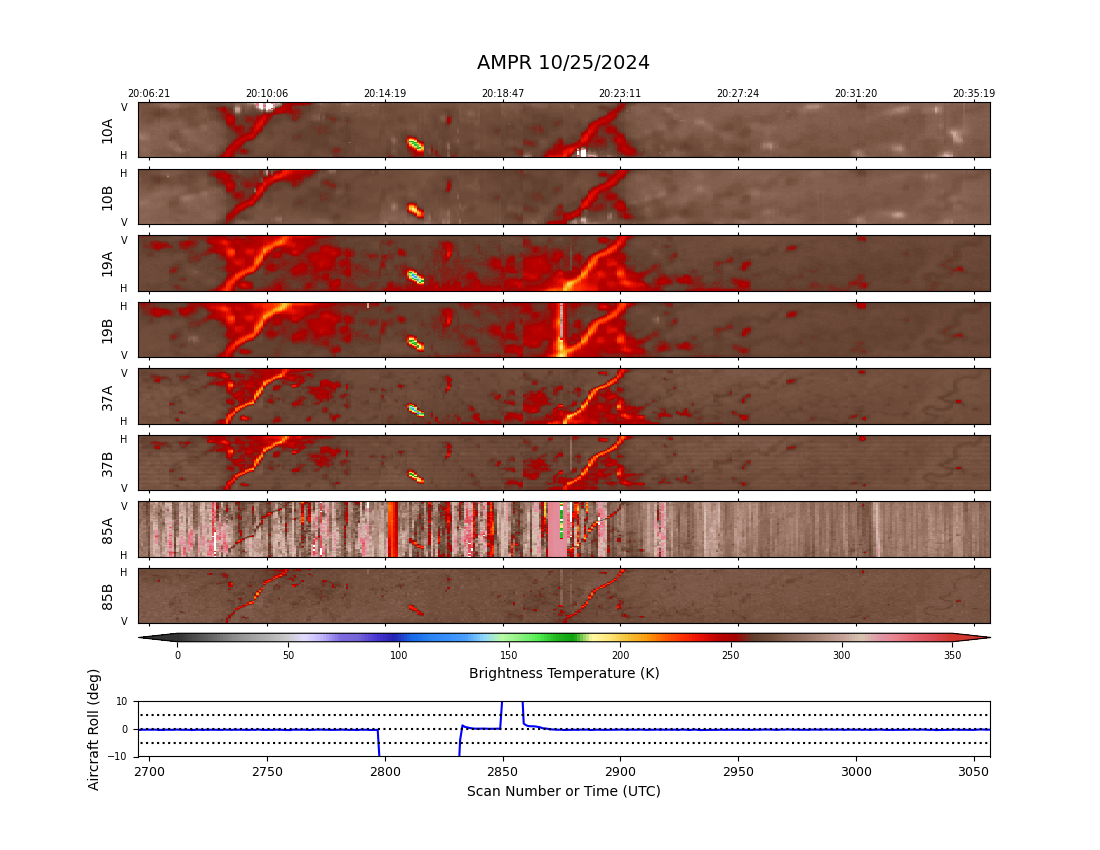 AMPR 10/25/2024
20:06:21 20:10:06 20:14:19 20:18:47 20:23:11 20:27:24 20:31:20 20:35:19
V
10A
H
H
10B
V
V
19A
H
H
19B
V
V
37A
H
H
37B
V
V
85A
H
H
85B
V
0 50 100 150 200 250 300 350
Brightness Temperature (K)
Aircraft Roll (deg)
10
0
−10
2700 2750 2800 2850 2900 2950 3000 3050
Scan Number or Time (UTC)